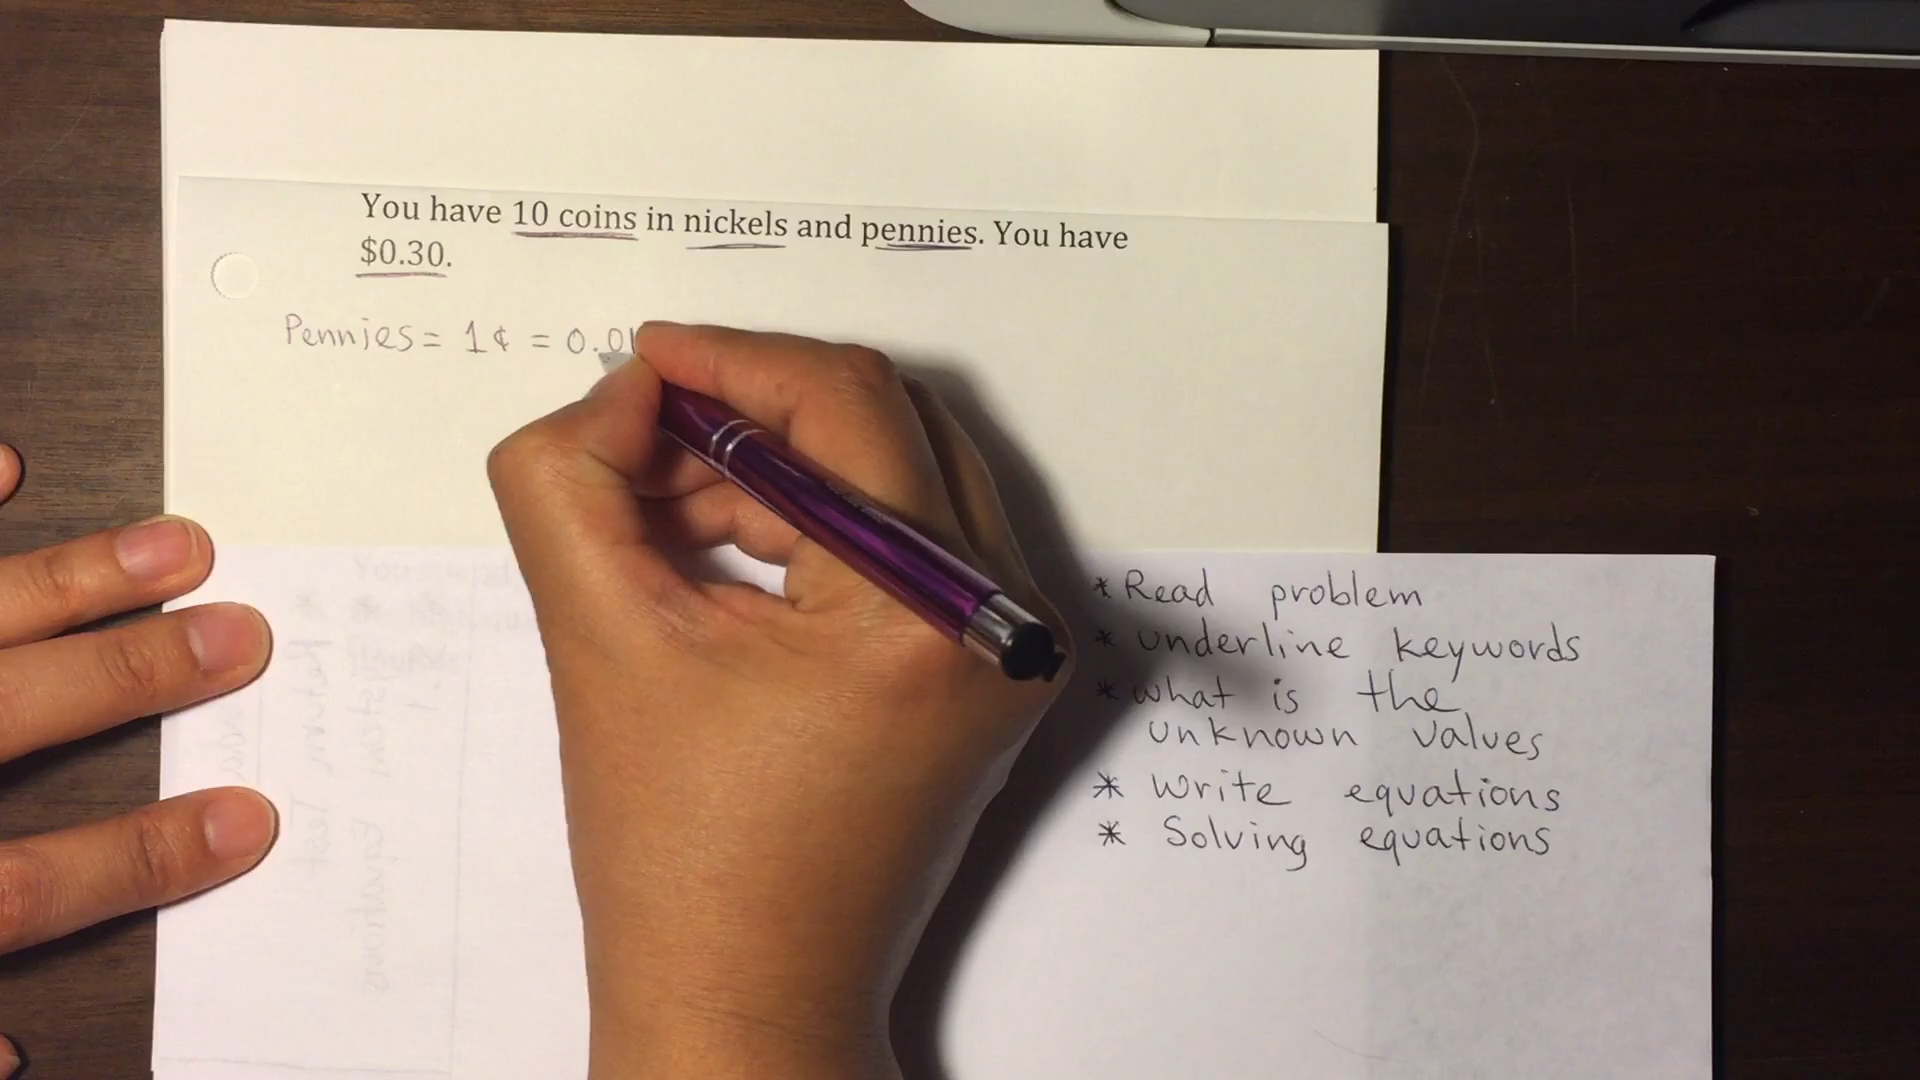 You have 10 coins in nickels and pennies. You have
$0.30.
Pennies = 1¢ = 0.01
* Read problem
* underline keywords
* what is the
unknown values
* Write equations
* Solving equations